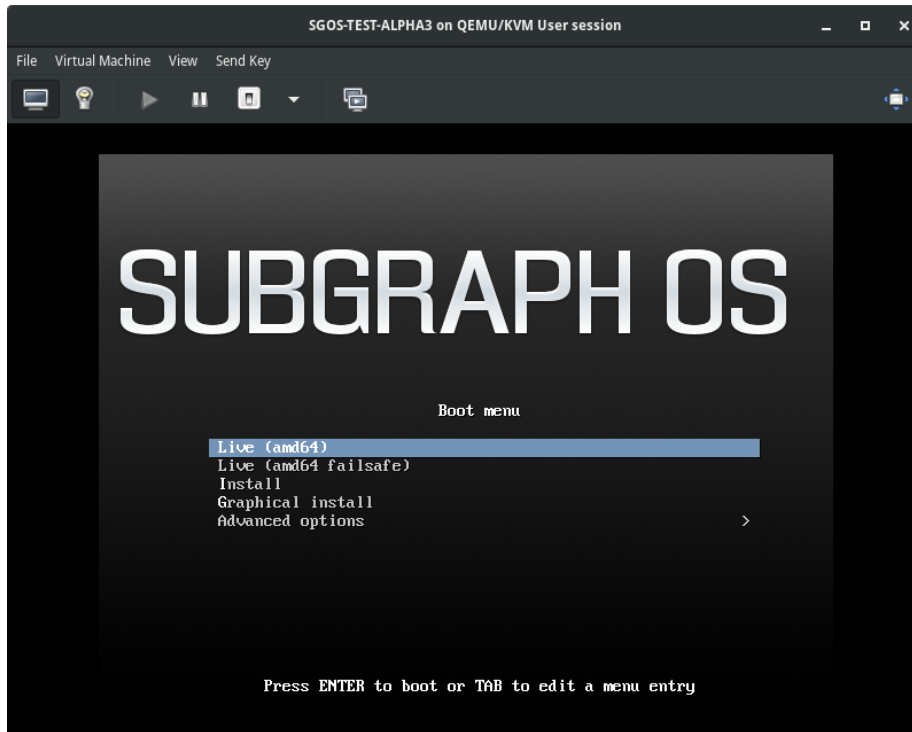 SGOS-TEST-ALPHA3 on QEMU/KVM User session
File Virtual Machine View Send Key
SUBGRAPH OS
Boot menu
Live (amd64)
Live (amd64 failsafe)
Install
Graphical install
Advanced options >
Press ENTER to boot or TAB to edit a menu entry